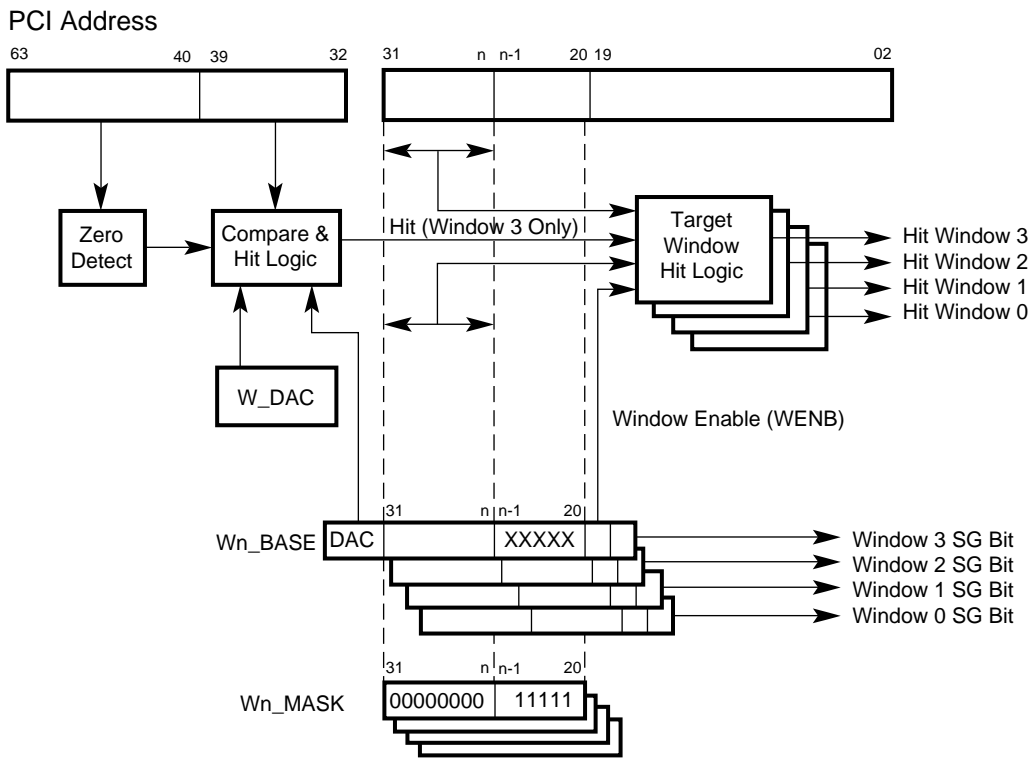 PCI Address
63 40 39 32 31 n n-1 20 19 02
Zero
Detect
Compare &
Hit Logic
Hit (Window 3 Only)
Target
Window
Hit Logic
Hit Window 3
Hit Window 2
Hit Window 1
Hit Window 0
W_DAC
Window Enable (WENB)
31 n n-1 20
Wn_BASE DAC XXXXX
Window 3 SG Bit
Window 2 SG Bit
Window 1 SG Bit
Window 0 SG Bit
31 n n-1 20
Wn_MASK 00000000 11111